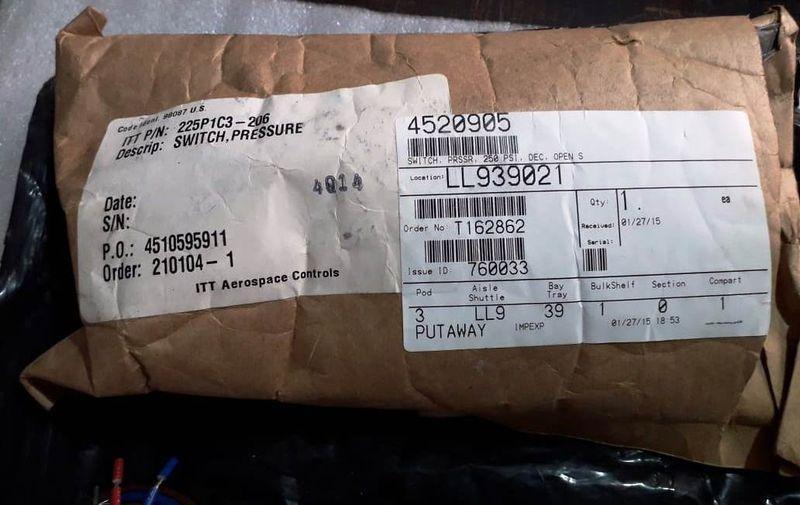 Code Ident. 98087 U.S.
ITT P/N: 225P1C3-206
Descrip: SWITCH, PRESSURE
4Q14
Date:
S/N:
P.O.: 4510595911
Order: 210104-1
ITT Aerospace Controls
4520905
SWITCH, PRSSR, 250 PSI, DEC, OPEN S
Location: LL939021
Qty 1. ea
Order No T162862
Received: 01/27/15
Serial:
Issue ID: 760033
Pod Aisle Shuttle Bay Tray BulkShelf Section Compart
3 LL9 39 1 0 1
PUTAWAY IMPEXP 01/27/15 18:53